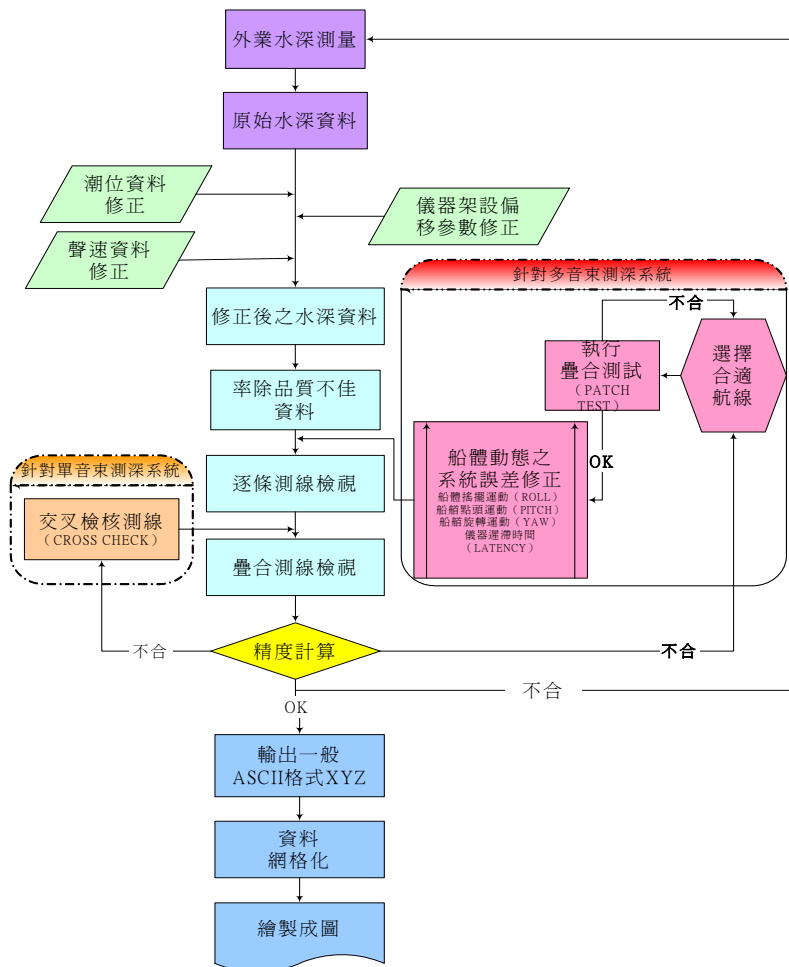 外業水深測量
原始水深資料
潮位資料
修正
儀器架設偏
移參數修正
聲速資料
修正
針對多音束測深系統
修正後之水深資料
不合
執行
疊合測試
(PATCH
TEST)
選擇
合適
航線
率除品質不佳
資料
OK
船體動態之
系統誤差修正
船體搖擺運動（ROLL）
船艏點頭運動（PITCH）
船艏旋轉運動（YAW）
儀器遲滯時間
（LATENCY）
針對單音束測深系統
逐條測線檢視
交叉檢核測線
（CROSS CHECK）
疊合測線檢視
不合
精度計算
不合
不合
OK
輸出一般
ASCII格式XYZ
資料
網格化
繪製成圖